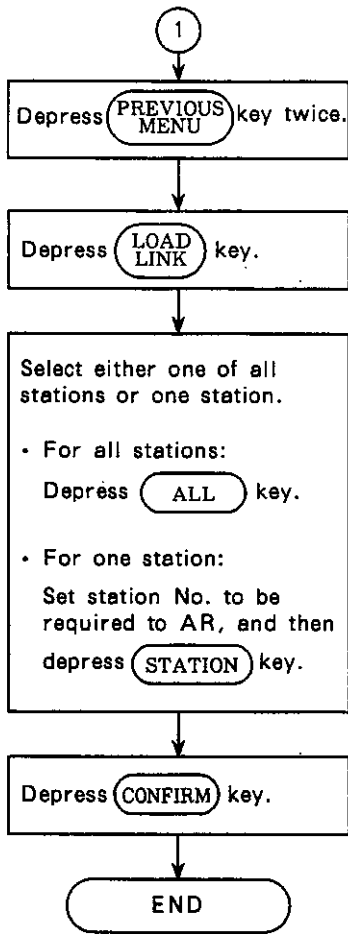 1
Depress PREVIOUS MENU key twice.
Depress LOAD LINK key.
Select either one of all
stations or one station.
• For all stations:
Depress ALL key.
• For one station:
Set station No. to be
required to AR, and then
depress STATION key.
Depress CONFIRM key.
END